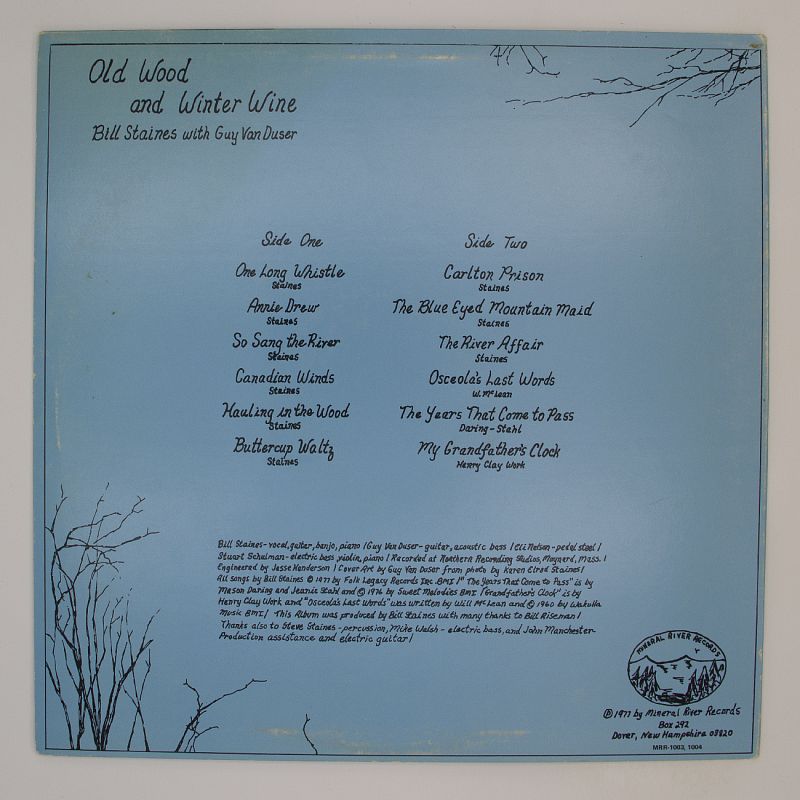 Old Wood
and Winter Wine
Bill Staines with Guy Van Duser
Side One
One Long Whistle
Staines
Annie Drew
Staines
So Sang the River
Staines
Canadian Winds
Staines
Hauling in the Wood
Staines
Buttercup Waltz
Staines
Side Two
Carlton Prison
Staines
The Blue Eyed Mountain Maid
Staines
The River Affair
Staines
Osceola's Last Words
W. McLean
The Years That Come to Pass
Daring-Stahl
My Grandfather's Clock
Henry Clay Work
Bill Staines-vocal, guitar, banjo, piano / Guy Van Duser-guitar, acoustic bass / Eli Nelson-pedal steel /
Stuart Schulman-electric bass, violin, piano / Recorded at Northern Recording Studios, Maynard, Mass. /
Engineered by Jesse Henderson / Cover Art by Guy Van Duser from photo by Karen Elrod Staines /
All songs by Bill Staines © 1977 by Folk Legacy Records Inc. BMI / "The Years That Come to Pass" is by
Mason Daring and Jeanie Stahl and © 1976 by Sweet Melodies BMI / Grandfather's Clock" is by
Henry Clay Work and "Osceola's Last Words" was written by Will McLean and © 1960 by Wakulla
Music BMI / This Album was produced by Bill Staines with many thanks to Bill Riseman /
Thanks also to Steve Staines-percussion, Mike Walsh-electric bass, and John Manchester-
Production assistance and electric guitar /
MINERAL RIVER RECORDS
℗ 1977 by Mineral River Records
Box 242
Dover, New Hampshire 03820
MRR-1003, 1004